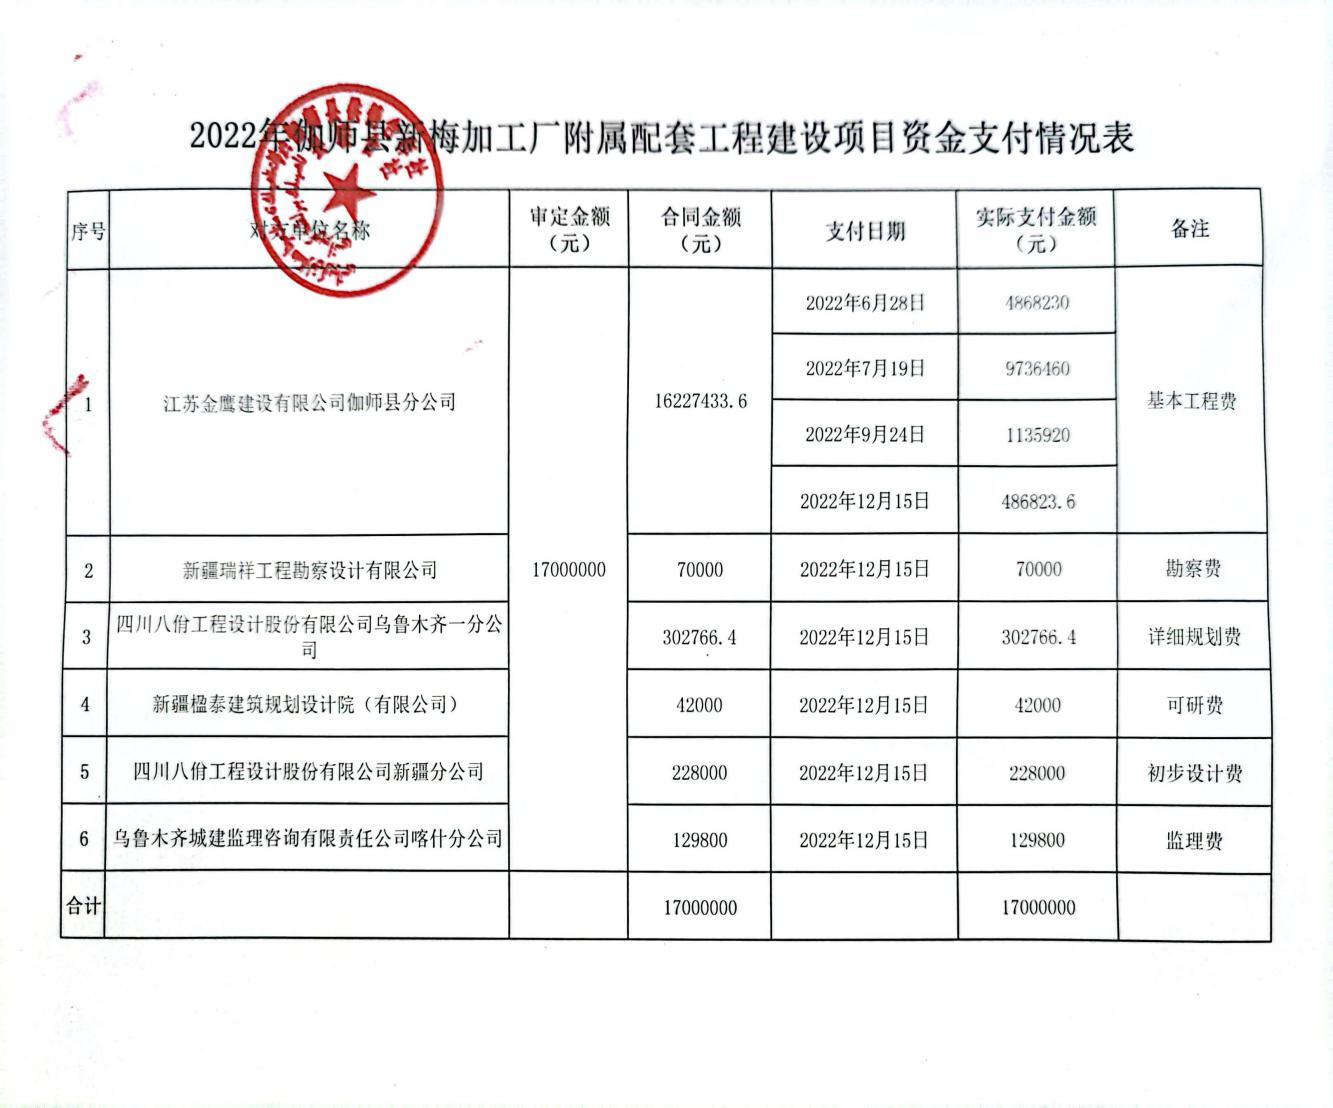 2022年伽师县新梅加工厂附属配套工程建设项目资金支付情况表
序号 对方单位名称 审定金额（元） 合同金额（元） 支付日期 实际支付金额（元） 备注
1 江苏金鹰建设有限公司伽师县分公司 17000000 16227433.6 2022年6月28日 4868230 基本工程费
2022年7月19日 9736460
2022年9月24日 1135920
2022年12月15日 486823.6
2 新疆瑞祥工程勘察设计有限公司 70000 2022年12月15日 70000 勘察费
3 四川八佾工程设计股份有限公司乌鲁木齐一分公司 302766.4 2022年12月15日 302766.4 详细规划费
4 新疆楹泰建筑规划设计院（有限公司） 42000 2022年12月15日 42000 可研费
5 四川八佾工程设计股份有限公司新疆分公司 228000 2022年12月15日 228000 初步设计费
6 乌鲁木齐城建监理咨询有限责任公司喀什分公司 129800 2022年12月15日 129800 监理费
合计 17000000 17000000